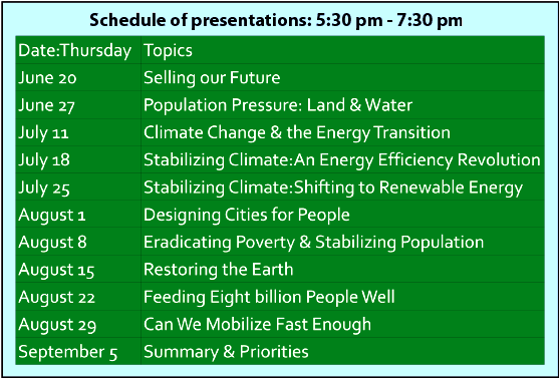 Schedule of presentations: 5:30 pm - 7:30 pm
Date:Thursday Topics
June 20 Selling our Future
June 27 Population Pressure: Land & Water
July 11 Climate Change & the Energy Transition
July 18 Stabilizing Climate:An Energy Efficiency Revolution
July 25 Stabilizing Climate:Shifting to Renewable Energy
August 1 Designing Cities for People
August 8 Eradicating Poverty & Stabilizing Population
August 15 Restoring the Earth
August 22 Feeding Eight billion People Well
August 29 Can We Mobilize Fast Enough
September 5 Summary & Priorities